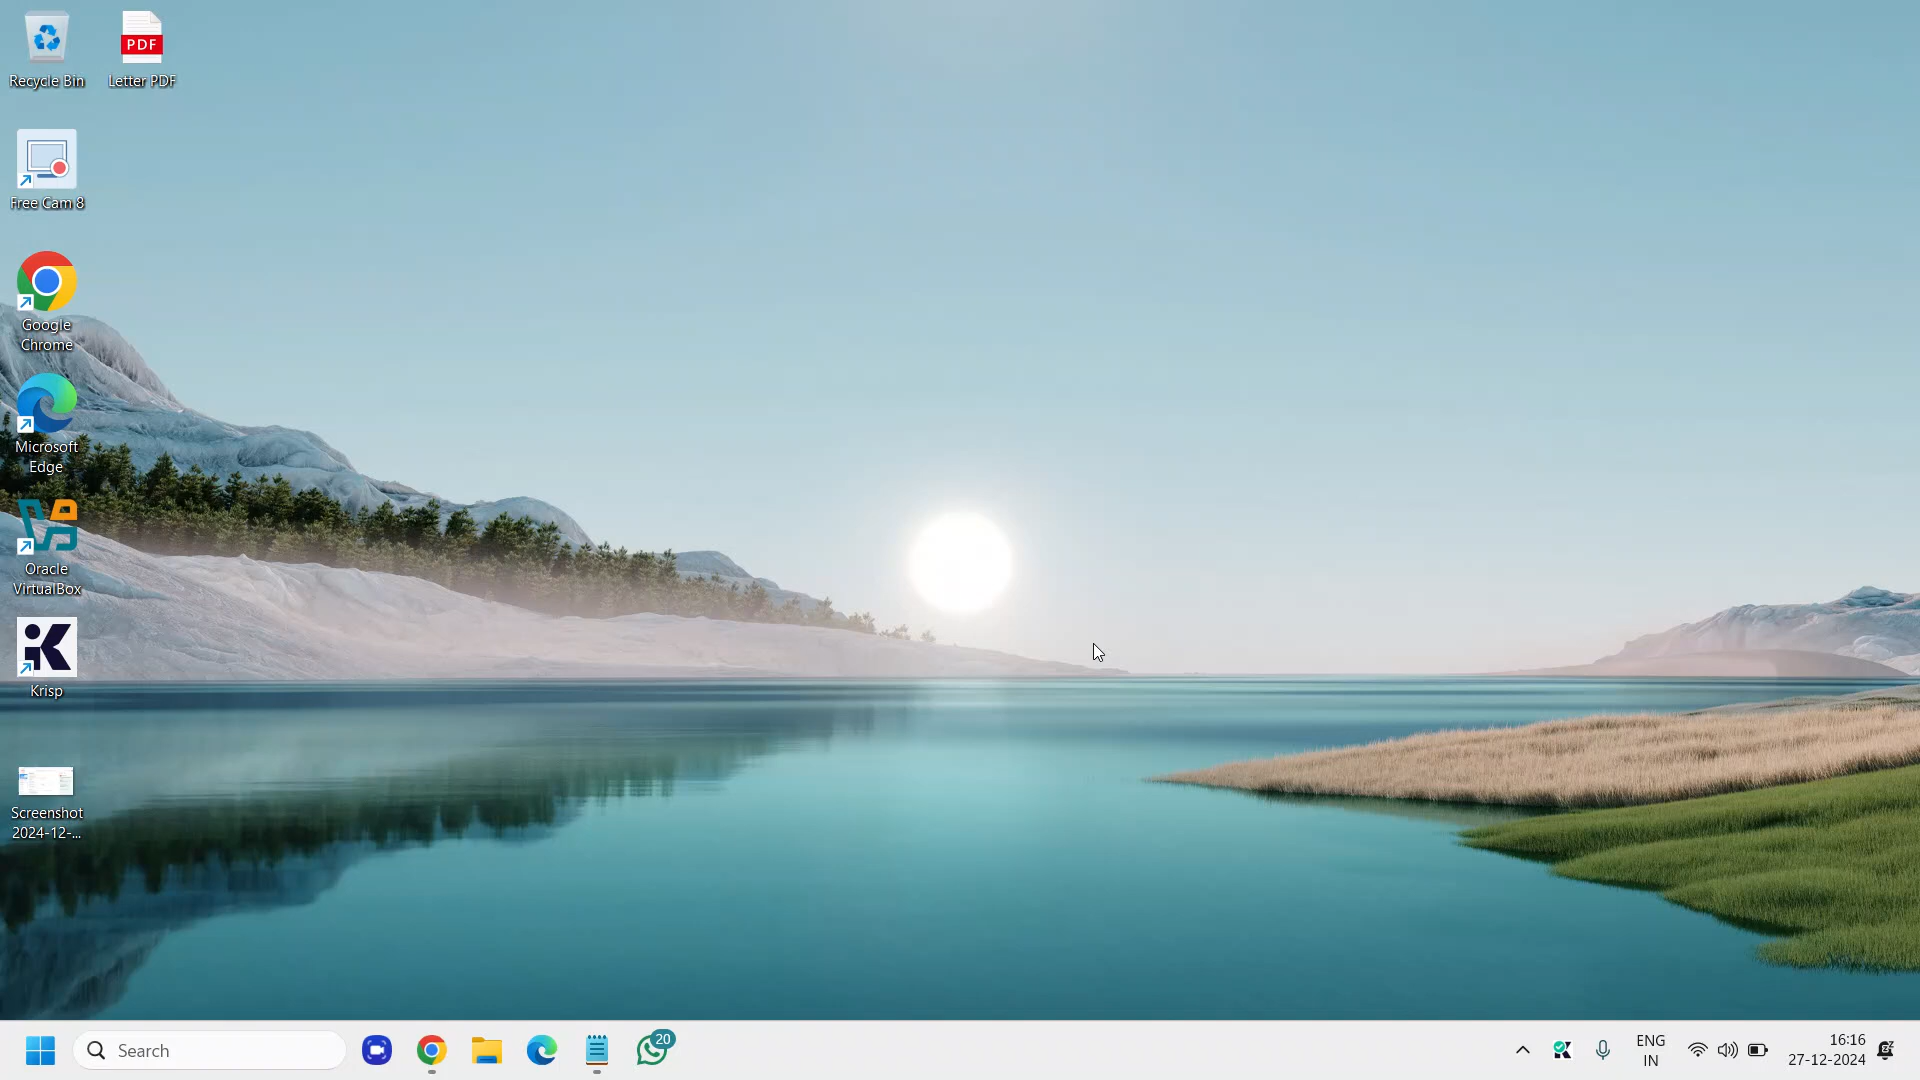 Recycle Bin
PDF
Letter PDF
Free Cam 8
Google
Chrome
Microsoft
Edge
Oracle
VirtualBox
Krisp
Screenshot
2024-12-...
Search
20
ENG
IN
16:16
27-12-2024